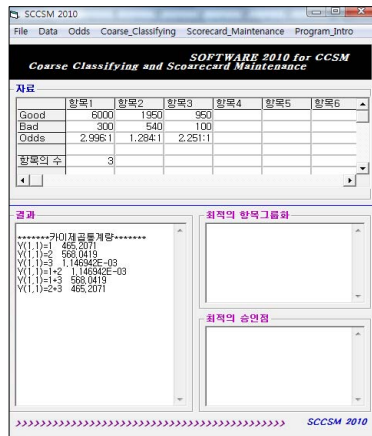 SCCSM 2010
File Data Odds Coarse_Classifying Scorecard_Maintenance Program_Intro
SOFTWARE 2010 for CCSM
Coarse Classifying and Scoarecard Maintenance
자료
항목1 항목2 항목3 항목4 항목5 항목6
Good 6000 1950 950
Bad 300 540 100
Odds 2.996:1 1.284:1 2.251:1
항목의 수 3
결과
*******카이제곱통계량*******
Y(1,1)=1 465.2071
Y(1,1)=2 568.0419
Y(1,1)=3 1.146942E-03
Y(1,1)=1+2 1.146942E-03
Y(1,1)=1+3 568.0419
Y(1,1)=2+3 465.2071
최적의 항목그룹화
최적의 승인점
>>>>>>>>>>>>>>>>>>>>>>>>>>>>>>>>>>> SCCSM 2010